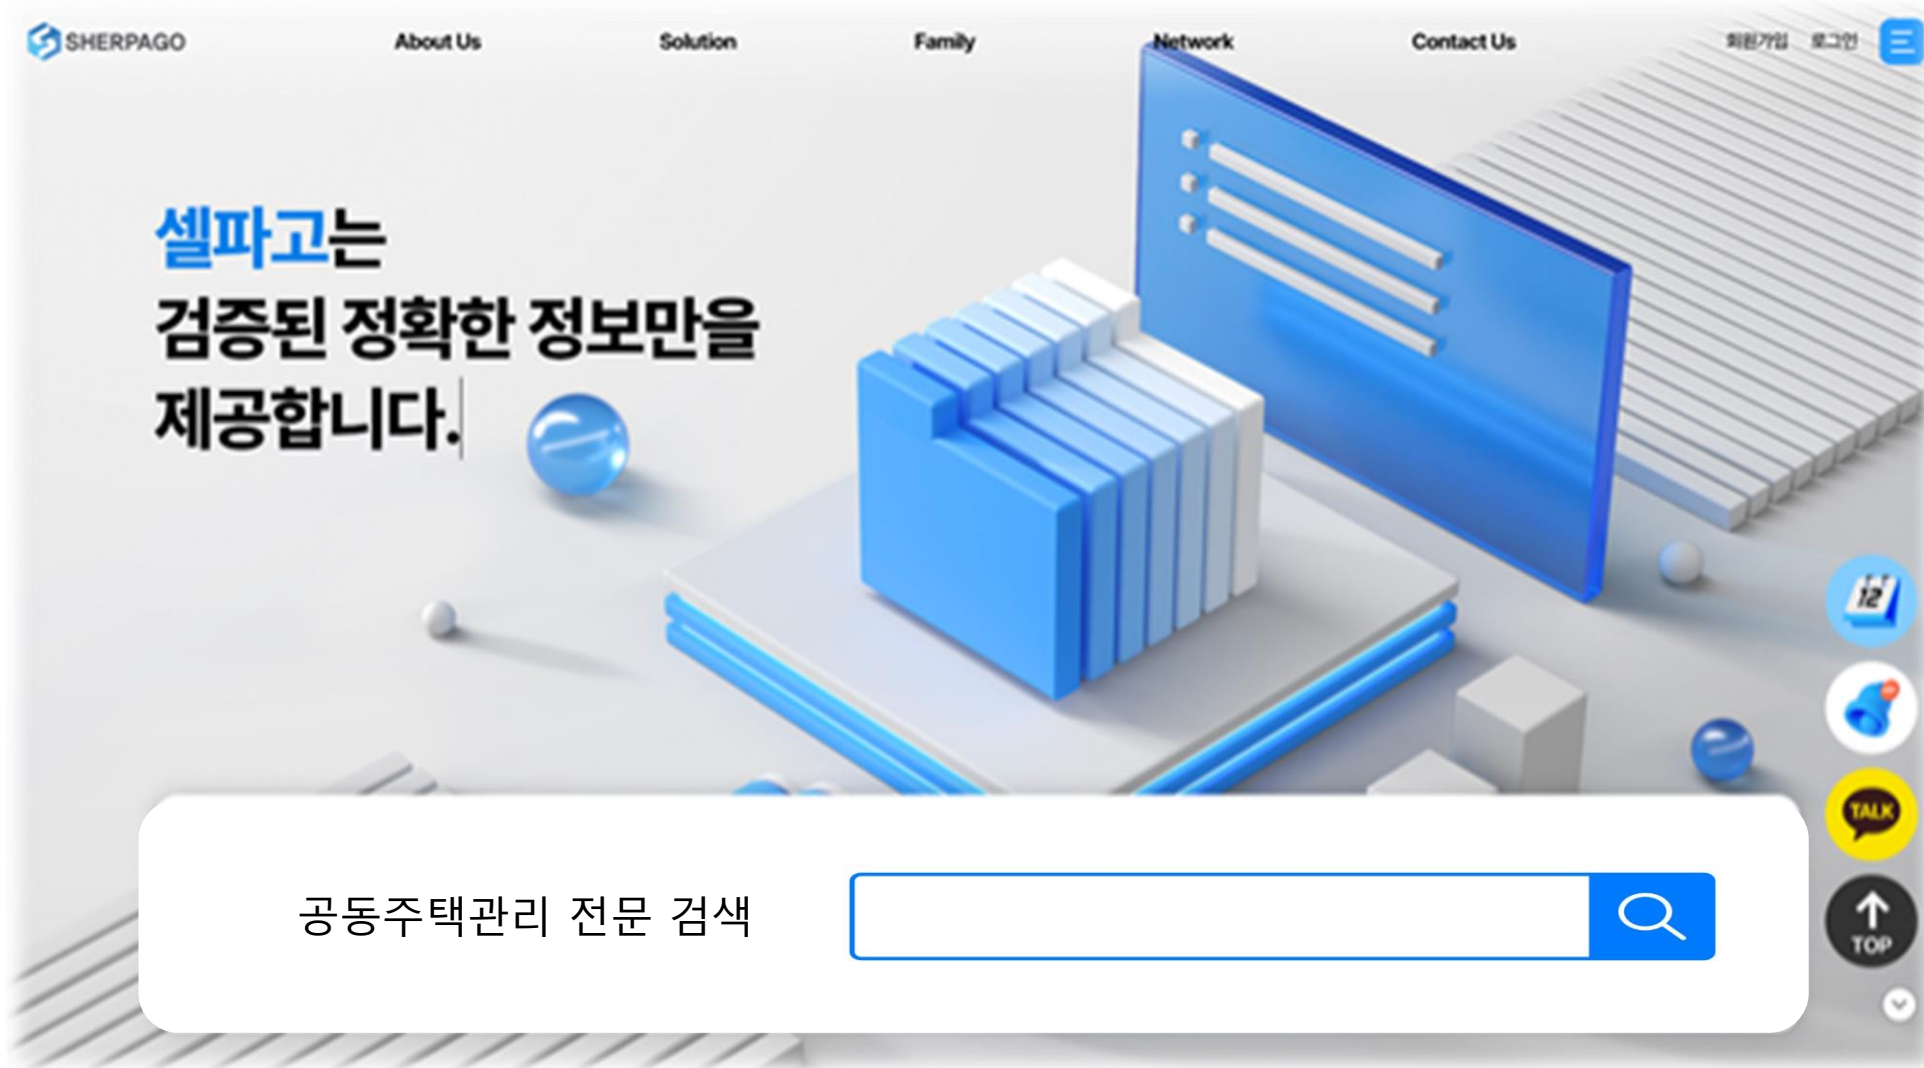 SHERPAGO
About Us
Solution
Family
Network
Contact Us
회원가입
로그인
셀파고는
검증된 정확한 정보만을
제공합니다.
12
TALK
TOP
공동주택관리 전문 검색